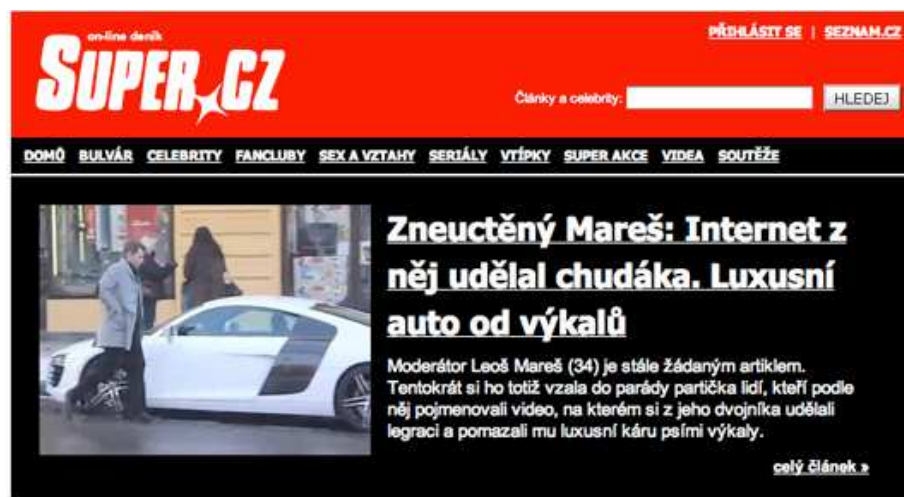 on-line deník
SUPER.CZ
PŘIHLÁSIT SE | SEZNAM.CZ
Články a celebrity:
HLEDEJ
DOMŮ BULVÁR CELEBRITY FANCLUBY SEX A VZTAHY SERIÁLY VTÍPKY SUPER AKCE VIDEA SOUTĚŽE
Zneuctěný Mareš: Internet z
něj udělal chudáka. Luxusní
auto od výkalů
Moderátor Leoš Mareš (34) je stále žádaným artiklem.
Tentokrát si ho totiž vzala do parády partička lidí, kteří podle
něj pojmenovali video, na kterém si z jeho dvojníka udělali
legraci a pomazali mu luxusní káru psími výkaly.
celý článek »